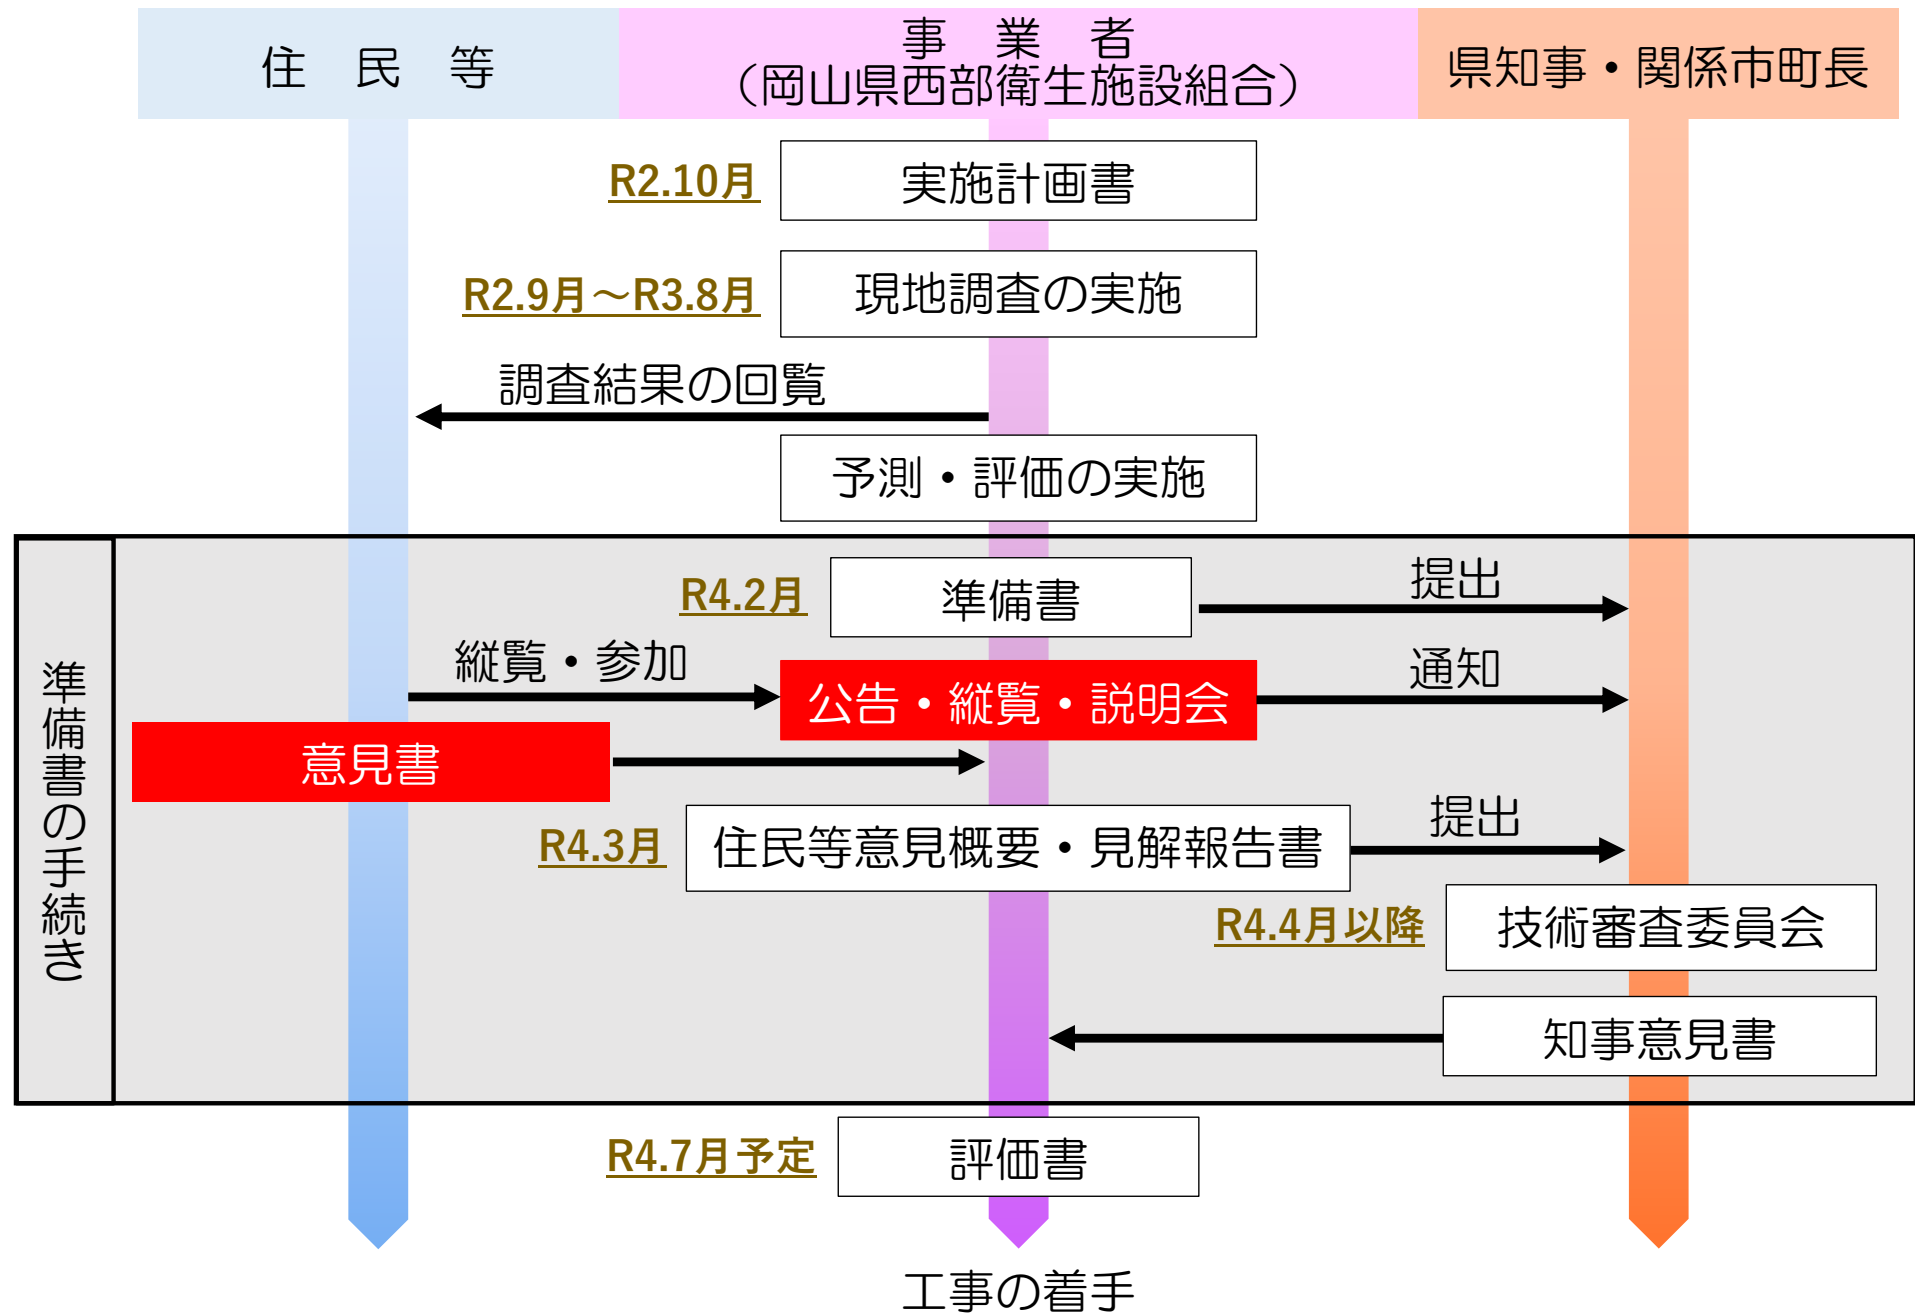 住　民　等
事　業　者
（岡山県西部衛生施設組合）
県知事・関係市町長
R2.10月
実施計画書
R2.9月～R3.8月
現地調査の実施
調査結果の回覧
予測・評価の実施
準備書の手続き
R4.2月
準備書
提出
縦覧・参加
公告・縦覧・説明会
通知
意見書
R4.3月
住民等意見概要・見解報告書
提出
R4.4月以降
技術審査委員会
知事意見書
R4.7月予定
評価書
工事の着手